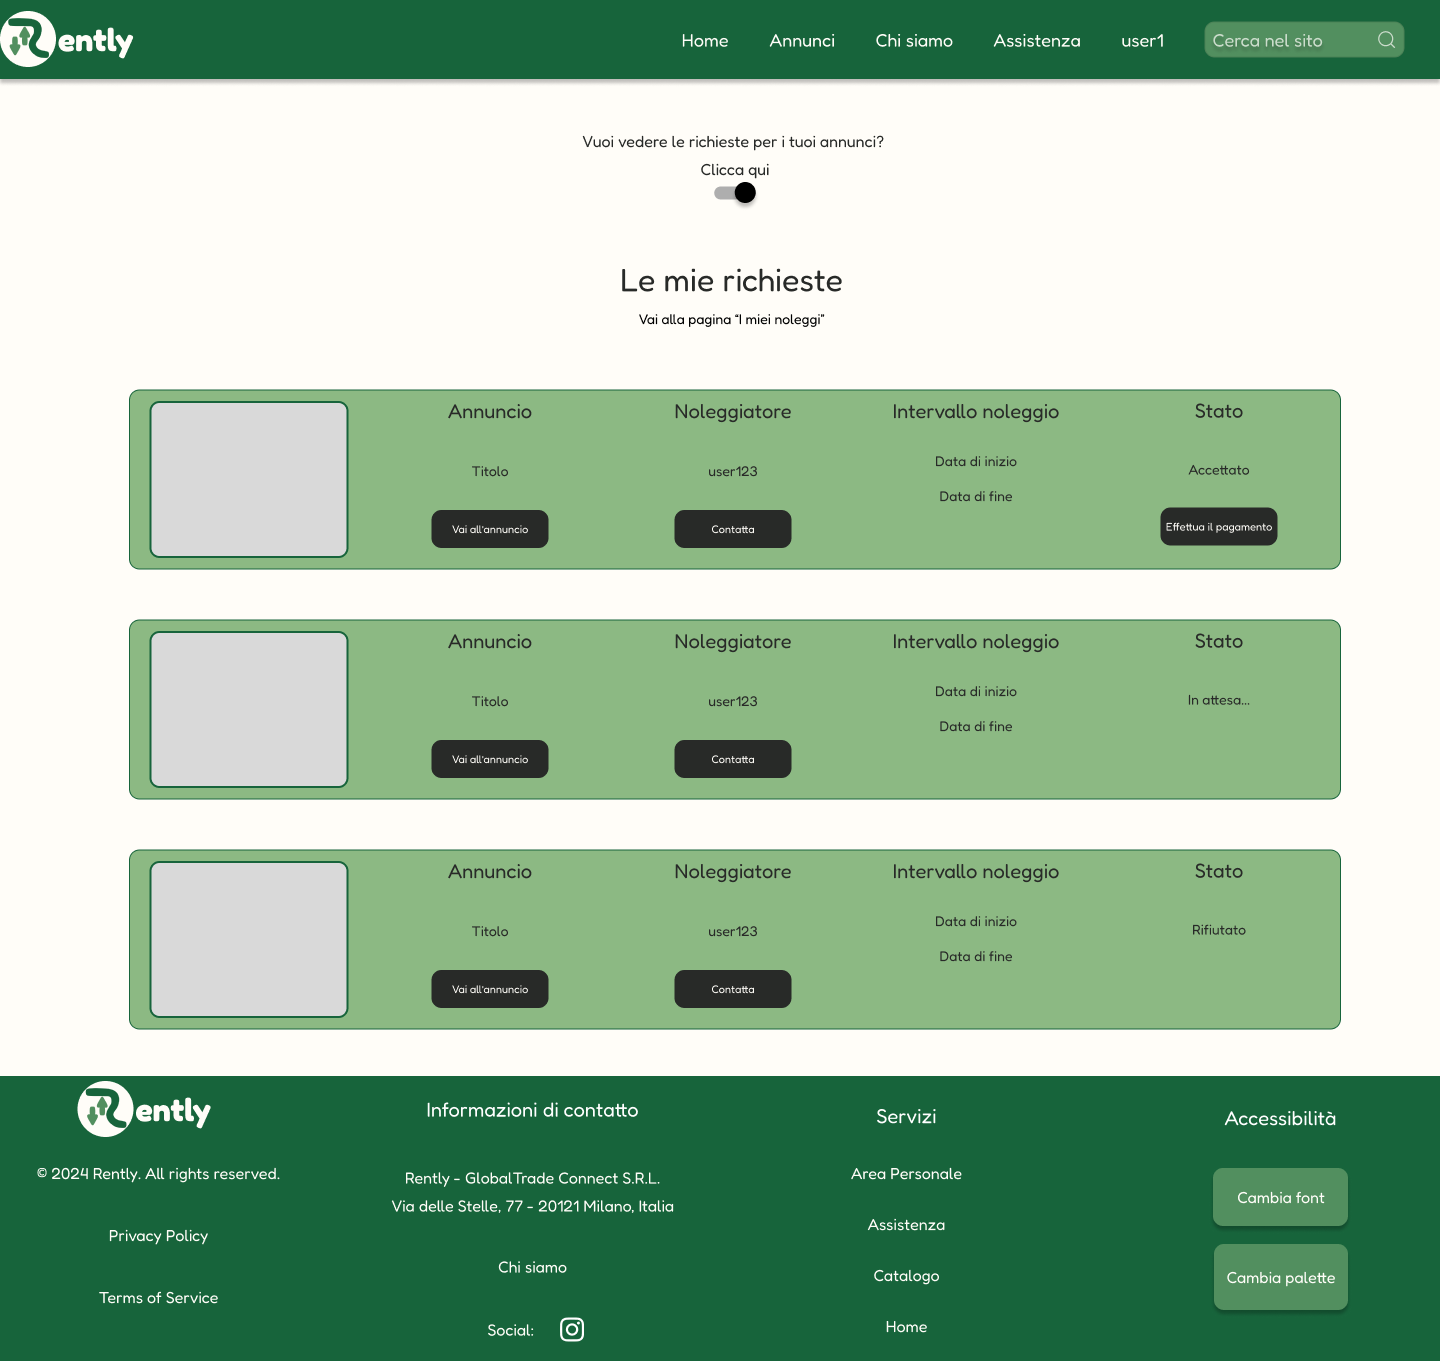 Rently
Home
Annunci
Chi siamo
Assistenza
user1
Cerca nel sito
Vuoi vedere le richieste per i tuoi annunci?
Clicca qui
Le mie richieste
Vai alla pagina “I miei noleggi”
Annuncio
Noleggiatore
Intervallo noleggio
Stato
Titolo
user123
Data di inizio
Data di fine
Accettato
Vai all'annuncio
Contatta
Effettua il pagamento
Annuncio
Noleggiatore
Intervallo noleggio
Stato
Titolo
user123
Data di inizio
Data di fine
In attesa...
Vai all'annuncio
Contatta
Annuncio
Noleggiatore
Intervallo noleggio
Stato
Titolo
user123
Data di inizio
Data di fine
Rifiutato
Vai all'annuncio
Contatta
Rently
© 2024 Rently. All rights reserved.
Privacy Policy
Terms of Service
Informazioni di contatto
Rently - GlobalTrade Connect S.R.L.
Via delle Stelle, 77 - 20121 Milano, Italia
Chi siamo
Social:
Servizi
Area Personale
Assistenza
Catalogo
Home
Accessibilità
Cambia font
Cambia palette